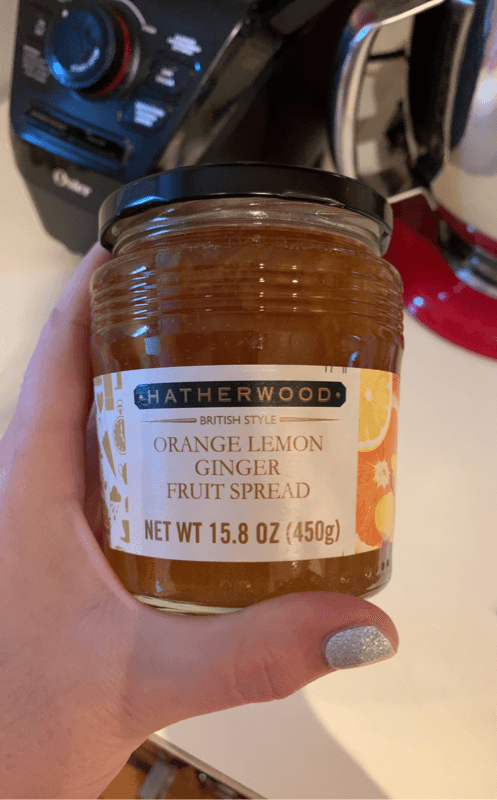 Oster
HATHERWOOD
BRITISH STYLE
ORANGE LEMON
GINGER
FRUIT SPREAD
NET WT 15.8 OZ (450g)